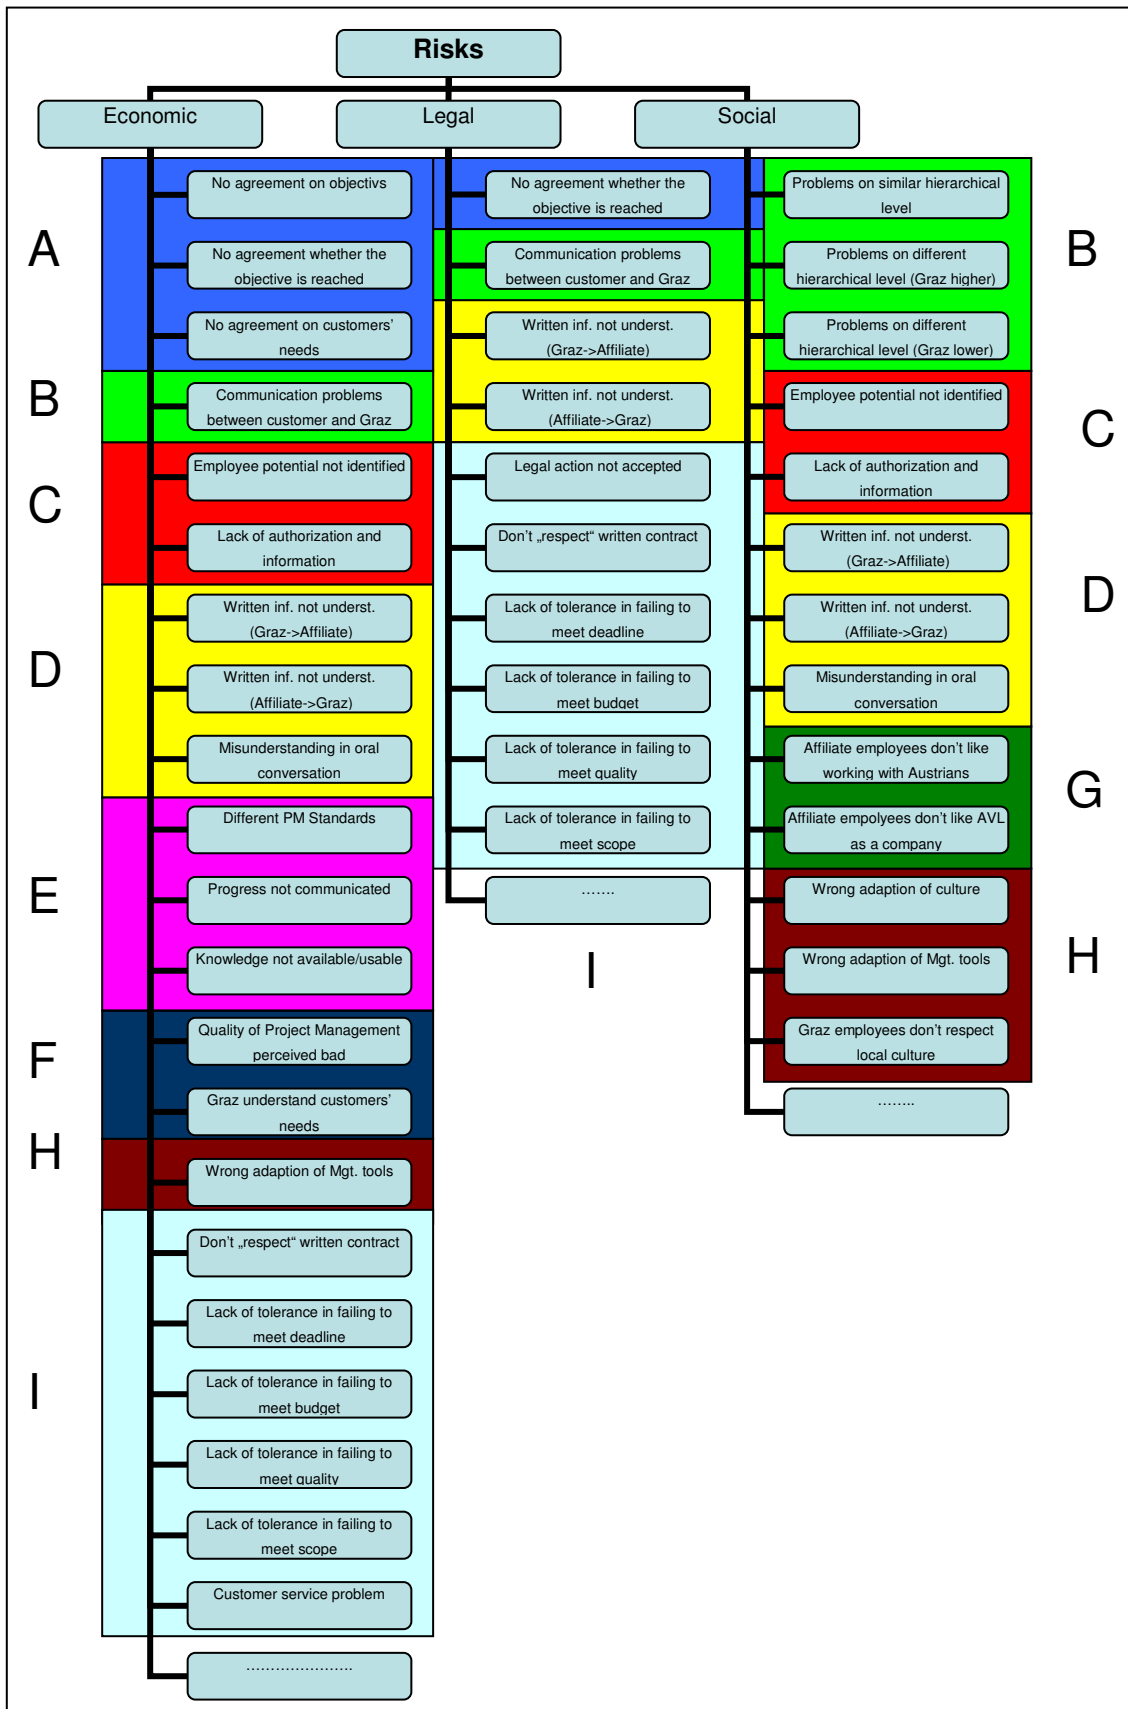 Risks
Economic
Legal
Social
A
No agreement on objectivs
No agreement whether the
objective is reached
No agreement on customers'
needs
B
Communication problems
between customer and Graz
C
Employee potential not identified
Lack of authorization and
information
D
Written inf. not underst.
(Graz->Affiliate)
Written inf. not underst.
(Affiliate->Graz)
Misunderstanding in oral
conversation
E
Different PM Standards
Progress not communicated
Knowledge not available/usable
F
Quality of Project Management
perceived bad
Graz understand customers'
needs
H
Wrong adaption of Mgt. tools
I
Don't „respect“ written contract
Lack of tolerance in failing to
meet deadline
Lack of tolerance in failing to
meet budget
Lack of tolerance in failing to
meet quality
Lack of tolerance in failing to
meet scope
Customer service problem
.....................
No agreement whether the
objective is reached
Communication problems
between customer and Graz
Written inf. not underst.
(Graz->Affiliate)
Written inf. not underst.
(Affiliate->Graz)
Legal action not accepted
Don't „respect“ written contract
Lack of tolerance in failing to
meet deadline
Lack of tolerance in failing to
meet budget
Lack of tolerance in failing to
meet quality
Lack of tolerance in failing to
meet scope
.......
I
Problems on similar hierarchical
level
Problems on different
hierarchical level (Graz higher)
Problems on different
hierarchical level (Graz lower)
B
Employee potential not identified
Lack of authorization and
information
C
Written inf. not underst.
(Graz->Affiliate)
Written inf. not underst.
(Affiliate->Graz)
Misunderstanding in oral
conversation
D
Affiliate employees don't like
working with Austrians
Affiliate empolyees don't like AVL
as a company
G
Wrong adaption of culture
Wrong adaption of Mgt. tools
Graz employees don't respect
local culture
H
........